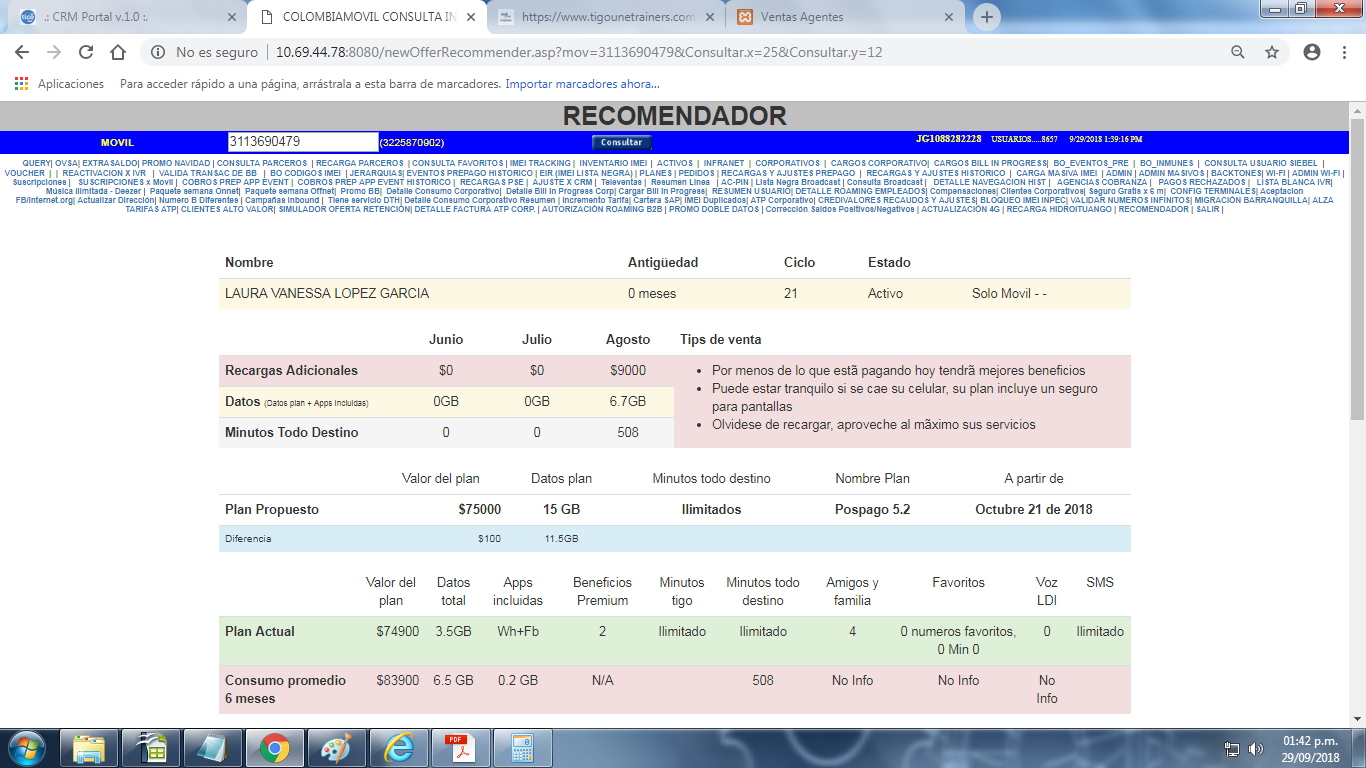 .: CRM Portal v.1.0 :.
COLOMBIAMOVIL CONSULTA IN
https://www.tigounetrainers.com
Ventas Agentes
No es seguro | 10.69.44.78:8080/newOfferRecommender.asp?mov=3113690479&Consultar.x=25&Consultar.y=12
Aplicaciones Para acceder rápido a una página, arrástrala a esta barra de marcadores. Importar marcadores ahora...
RECOMENDADOR
MOVIL 3113690479 (3225870902) Consultar JG1088282228 USUARIOS.....8657 9/29/2018 1:39:16 PM
QUERY| OVSA| EXTRASALDO| PROMO NAVIDAD | CONSULTA PARCEROS | RECARGA PARCEROS | CONSULTA FAVORITOS | IMEI TRACKING | INVENTARIO IMEI | ACTIVOS | INFRANET | CORPORATIVOS | CARGOS CORPORATIVO| CARGOS BILL IN PROGRESS| BO_EVENTOS_PRE | BO_INMUNES | CONSULTA USUARIO SIEBEL |
VOUCHER | | REACTIVACION X IVR | VALIDA TRANSAC DE BB | BO CODIGOS IMEI | JERARQUIAS| EVENTOS PREPAGO HISTORICO | EIR (IMEI LISTA NEGRA) | PLANES | PEDIDOS | RECARGAS Y AJUSTES PREPAGO | RECARGAS Y AJUSTES HISTORICO | CARGA MASIVA IMEI | ADMIN | ADMIN MASIVOS | BACKTONES| WI-FI | ADMIN WI-FI |
Suscripciones | SUSCRIPCIONES x Movil | COBROS PREP APP EVENT | COBROS PREP APP EVENT HISTORICO | RECARGAS PSE | AJUSTE X CRM | Televentas | Resumen Linea | AC-PIN | Lista Negra Broadcast | Consulta Broadcast | DETALLE NAVEGACION HIST | AGENCIAS COBRANZA | PAGOS RECHAZADOS | LISTA BLANCA IVR|
Musica Ilimitada - Deezer | Paquete semana Onnet| Paquete semana Offnet| Promo BB| Detalle Consumo Corporativo| Detalle Bill In Progress Corp| Cargar Bill In Progress| RESUMEN USUARIO| DETALLE ROAMING EMPLEADOS| Compensaciones| Clientes Corporativos| Seguro Gratis x 6 m| CONFIG TERMINALES| Aceptacion
FB/Internet.org| Actualizar Dirección| Numero B Diferentes | Campañas Inbound | Tiene servicio DTH| Detalle Consumo Corporativo Resumen | Incremento Tarifa| Cartera SAP| IMEI Duplicados| ATP Corporativo| CREDIVALORES RECAUDOS Y AJUSTES| BLOQUEO IMEI INPEC| VALIDAR NUMEROS INFINITOS| MIGRACIÓN BARRANQUILLA| ALZA
TARIFAS ATP| CLIENTES ALTO VALOR| SIMULADOR OFERTA RETENCIÓN| DETALLE FACTURA ATP CORP. | AUTORIZACIÓN ROAMING B2B | PROMO DOBLE DATOS | Corrección Saldos Positivos/Negativos | ACTUALIZACIÓN 4G | RECARGA HIDROITUANGO | RECOMENDADOR | SALIR |
Nombre Antigüedad Ciclo Estado
LAURA VANESSA LOPEZ GARCIA 0 meses 21 Activo Solo Movil - -
Junio Julio Agosto Tips de venta
Recargas Adicionales $0 $0 $9000
Datos (Datos plan + Apps Incluidas) 0GB 0GB 6.7GB
Minutos Todo Destino 0 0 508
Por menos de lo que estã pagando hoy tendrã mejores beneficios
Puede estar tranquilo si se cae su celular, su plan incluye un seguro
para pantallas
Olvidese de recargar, aproveche al mãximo sus servicios
Valor del plan Datos plan Minutos todo destino Nombre Plan A partir de
Plan Propuesto $75000 15 GB Ilimitados Pospago 5.2 Octubre 21 de 2018
Diferencia $100 11.5GB
Valor del plan Datos total Apps incluidas Beneficios Premium Minutos tigo Minutos todo destino Amigos y familia Favoritos Voz LDI SMS
Plan Actual $74900 3.5GB Wh+Fb 2 Ilimitado Ilimitado 4 0 numeros favoritos, 0 Min 0 0 Ilimitado
Consumo promedio 6 meses $83900 6.5 GB 0.2 GB N/A 508 No Info No Info No Info
PDF
01:42 p.m.
29/09/2018